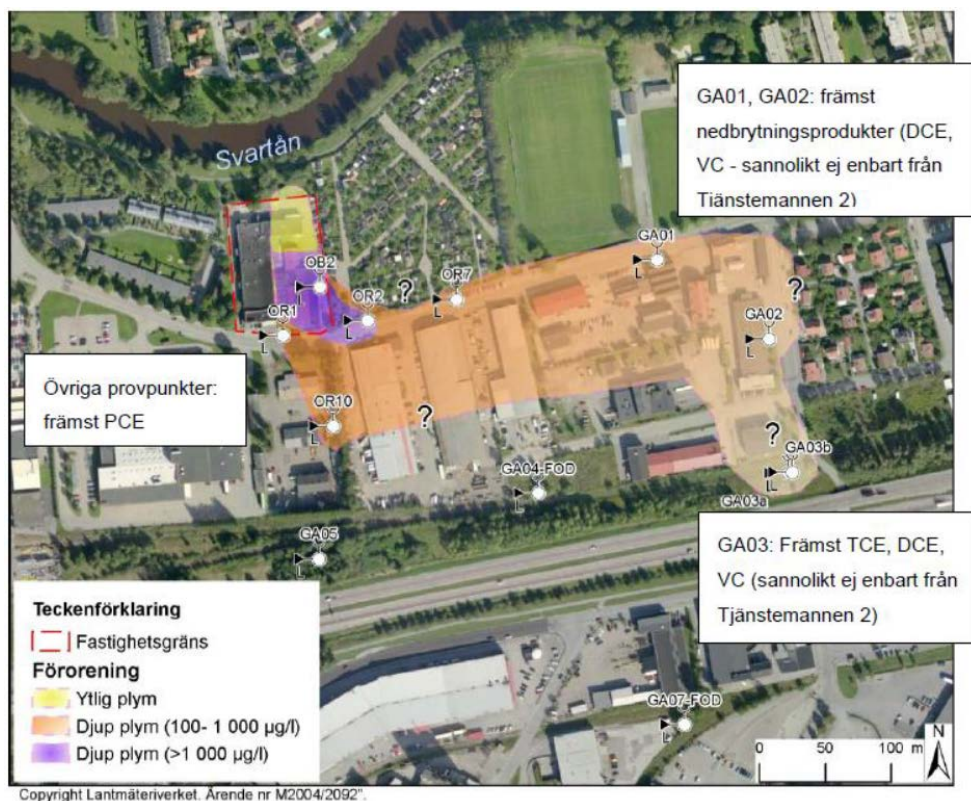 GA01, GA02: främst
nedbrytningsprodukter (DCE,
VC - sannolikt ej enbart från
Tiänstemannen 2)
Svartån
GA01
OB2
?
OR7
?
OR2
OR1
GA02
L
L
L
L
L
L
Övriga provpunkter:
främst PCE
OR10
?
?
L
GA03b
GA04-FOD
L
L
GA03a
GA05
L
GA03: Främst TCE, DCE,
VC (sannolikt ej enbart från
Tjänstemannen 2)
Teckenförklaring
Fastighetsgräns
Förorening
Ytlig plym
Djup plym (100- 1 000 µg/l)
Djup plym (>1 000 µg/l)
GA07-FOD
L
N
0 50 100 m
Copyright Lantmäteriverket. Ärende nr M2004/2092".